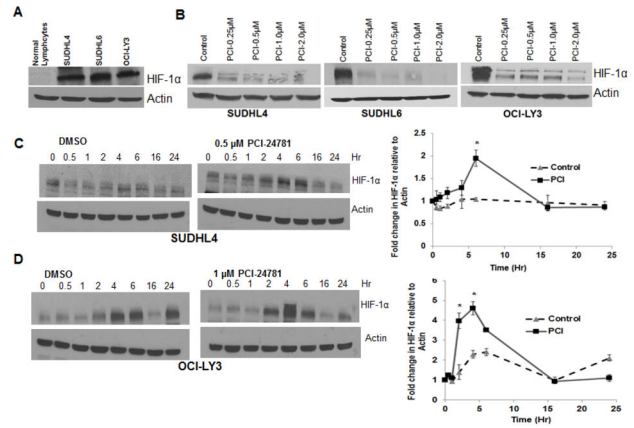 A
Normal Lymphcytes
SUDHL4
SUDHL6
OCI-LY3
HIF-1α
Actin
B
Control
PCI-0.25μM
PCI-0.5μM
PCI-1.0μM
PCI-2.0μM
Control
PCI-0.25μM
PCI-0.5μM
PCI-1.0μM
PCI-2.0μM
Control
PCI-0.25μM
PCI-0.5μM
PCI-1.0μM
PCI-2.0μM
HIF-1α
Actin
SUDHL4
SUDHL6
OCI-LY3
C
DMSO
0.5 μM PCI-24781
0 0.5 1 2 4 6 16 24
0 0.5 1 2 4 6 16 24 Hr
HIF-1α
Actin
SUDHL4
Fold change in HIF-1α relative to Actin
2.5
2
1.5
1
0.5
0
*
Control
PCI
0 5 10 15 20 25
Time (Hr)
D
DMSO
1 μM PCI-24781
0 0.5 1 2 4 6 16 24
0 0.5 1 2 4 6 16 24 Hr
HIF-1α
Actin
OCI-LY3
Fold change in HIF-1α relative to Actin
6
5
4
3
2
1
0
* *
Control
PCI
0 5 10 15 20 25
Time (Hr)